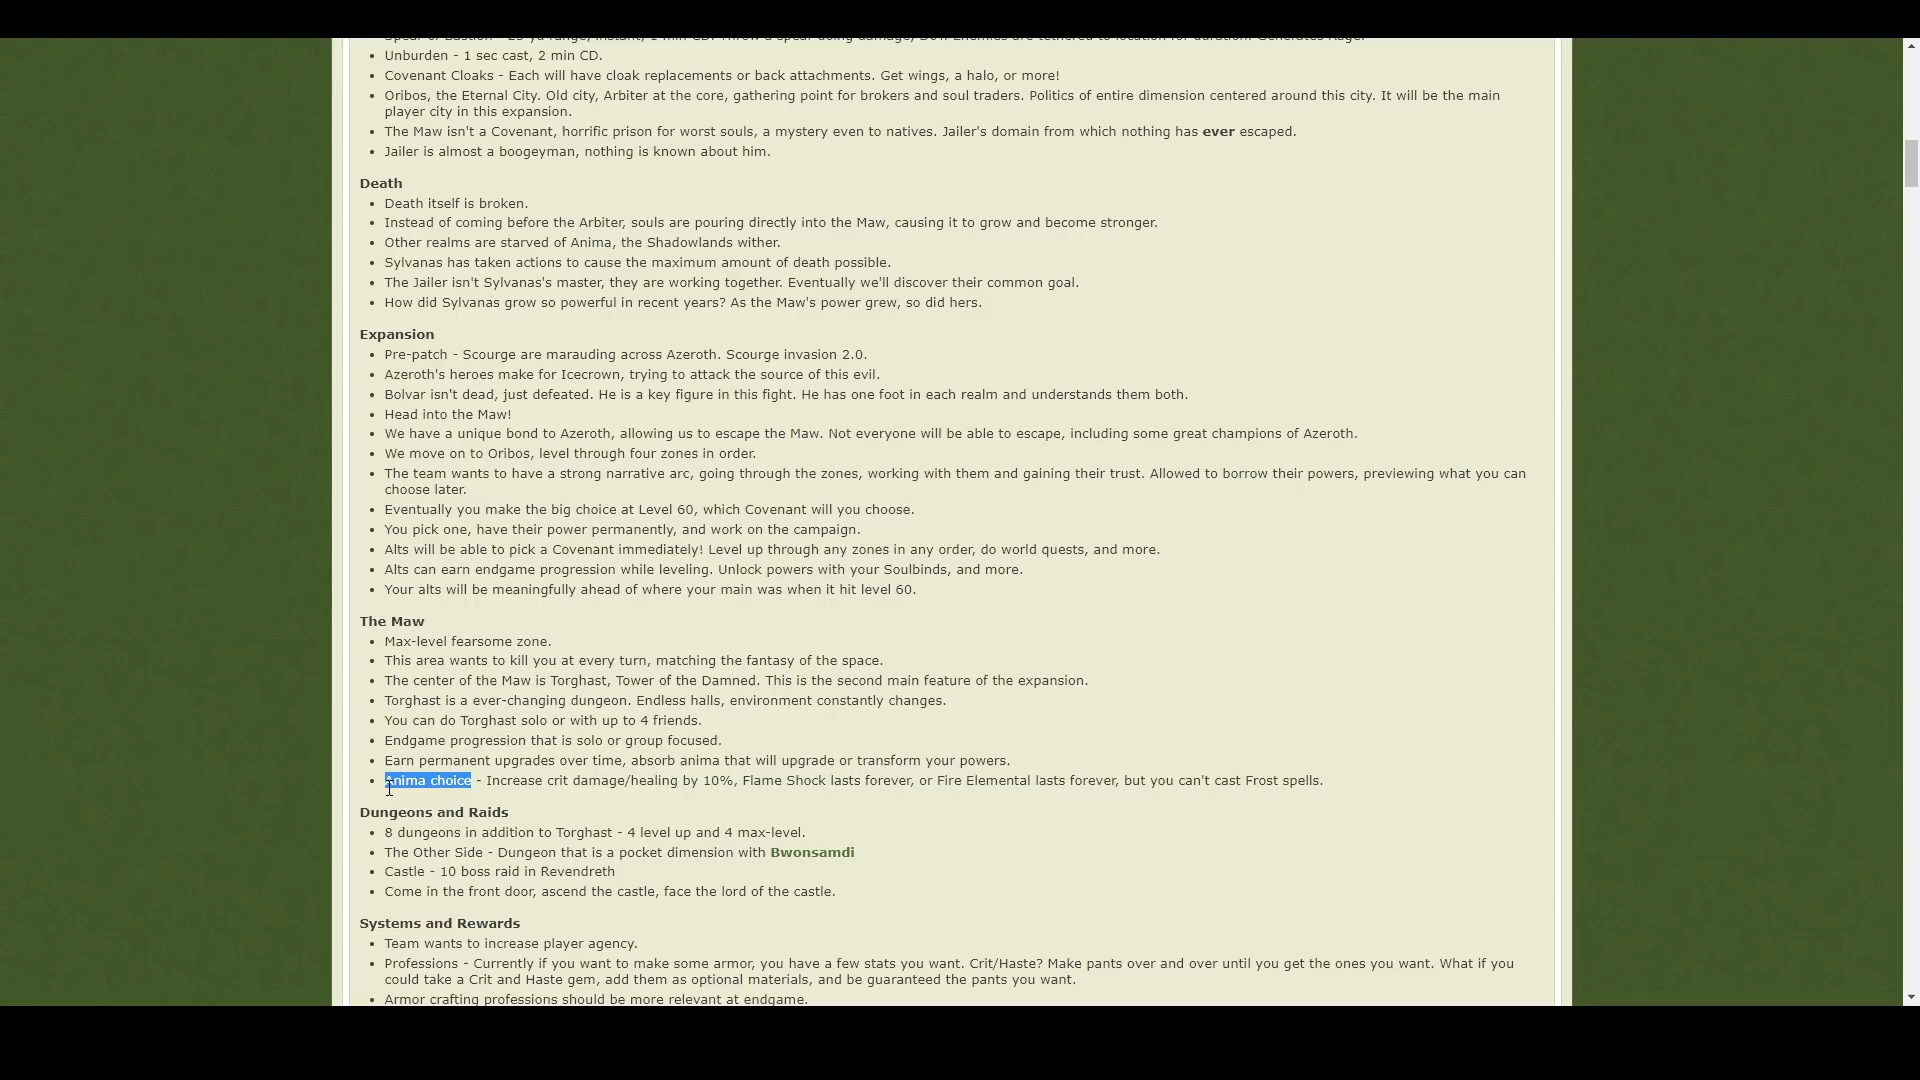 Spear of Bastion - 25 yd range, instant, 1 min CD. Throw a spear doing damage, Dow Enemies are tethered to location for duration. Generates Rage.
Unburden - 1 sec cast, 2 min CD.
Covenant Cloaks - Each will have cloak replacements or back attachments. Get wings, a halo, or more!
Oribos, the Eternal City. Old city, Arbiter at the core, gathering point for brokers and soul traders. Politics of entire dimension centered around this city. It will be the main
player city in this expansion.
The Maw isn't a Covenant, horrific prison for worst souls, a mystery even to natives. Jailer's domain from which nothing has ever escaped.
Jailer is almost a boogeyman, nothing is known about him.
Death
Death itself is broken.
Instead of coming before the Arbiter, souls are pouring directly into the Maw, causing it to grow and become stronger.
Other realms are starved of Anima, the Shadowlands wither.
Sylvanas has taken actions to cause the maximum amount of death possible.
The Jailer isn't Sylvanas's master, they are working together. Eventually we'll discover their common goal.
How did Sylvanas grow so powerful in recent years? As the Maw's power grew, so did hers.
Expansion
Pre-patch - Scourge are marauding across Azeroth. Scourge invasion 2.0.
Azeroth's heroes make for Icecrown, trying to attack the source of this evil.
Bolvar isn't dead, just defeated. He is a key figure in this fight. He has one foot in each realm and understands them both.
Head into the Maw!
We have a unique bond to Azeroth, allowing us to escape the Maw. Not everyone will be able to escape, including some great champions of Azeroth.
We move on to Oribos, level through four zones in order.
The team wants to have a strong narrative arc, going through the zones, working with them and gaining their trust. Allowed to borrow their powers, previewing what you can
choose later.
Eventually you make the big choice at Level 60, which Covenant will you choose.
You pick one, have their power permanently, and work on the campaign.
Alts will be able to pick a Covenant immediately! Level up through any zones in any order, do world quests, and more.
Alts can earn endgame progression while leveling. Unlock powers with your Soulbinds, and more.
Your alts will be meaningfully ahead of where your main was when it hit level 60.
The Maw
Max-level fearsome zone.
This area wants to kill you at every turn, matching the fantasy of the space.
The center of the Maw is Torghast, Tower of the Damned. This is the second main feature of the expansion.
Torghast is a ever-changing dungeon. Endless halls, environment constantly changes.
You can do Torghast solo or with up to 4 friends.
Endgame progression that is solo or group focused.
Earn permanent upgrades over time, absorb anima that will upgrade or transform your powers.
Anima choice - Increase crit damage/healing by 10%, Flame Shock lasts forever, or Fire Elemental lasts forever, but you can't cast Frost spells.
Dungeons and Raids
8 dungeons in addition to Torghast - 4 level up and 4 max-level.
The Other Side - Dungeon that is a pocket dimension with Bwonsamdi
Castle - 10 boss raid in Revendreth
Come in the front door, ascend the castle, face the lord of the castle.
Systems and Rewards
Team wants to increase player agency.
Professions - Currently if you want to make some armor, you have a few stats you want. Crit/Haste? Make pants over and over until you get the ones you want. What if you
could take a Crit and Haste gem, add them as optional materials, and be guaranteed the pants you want.
Armor crafting professions should be more relevant at endgame.